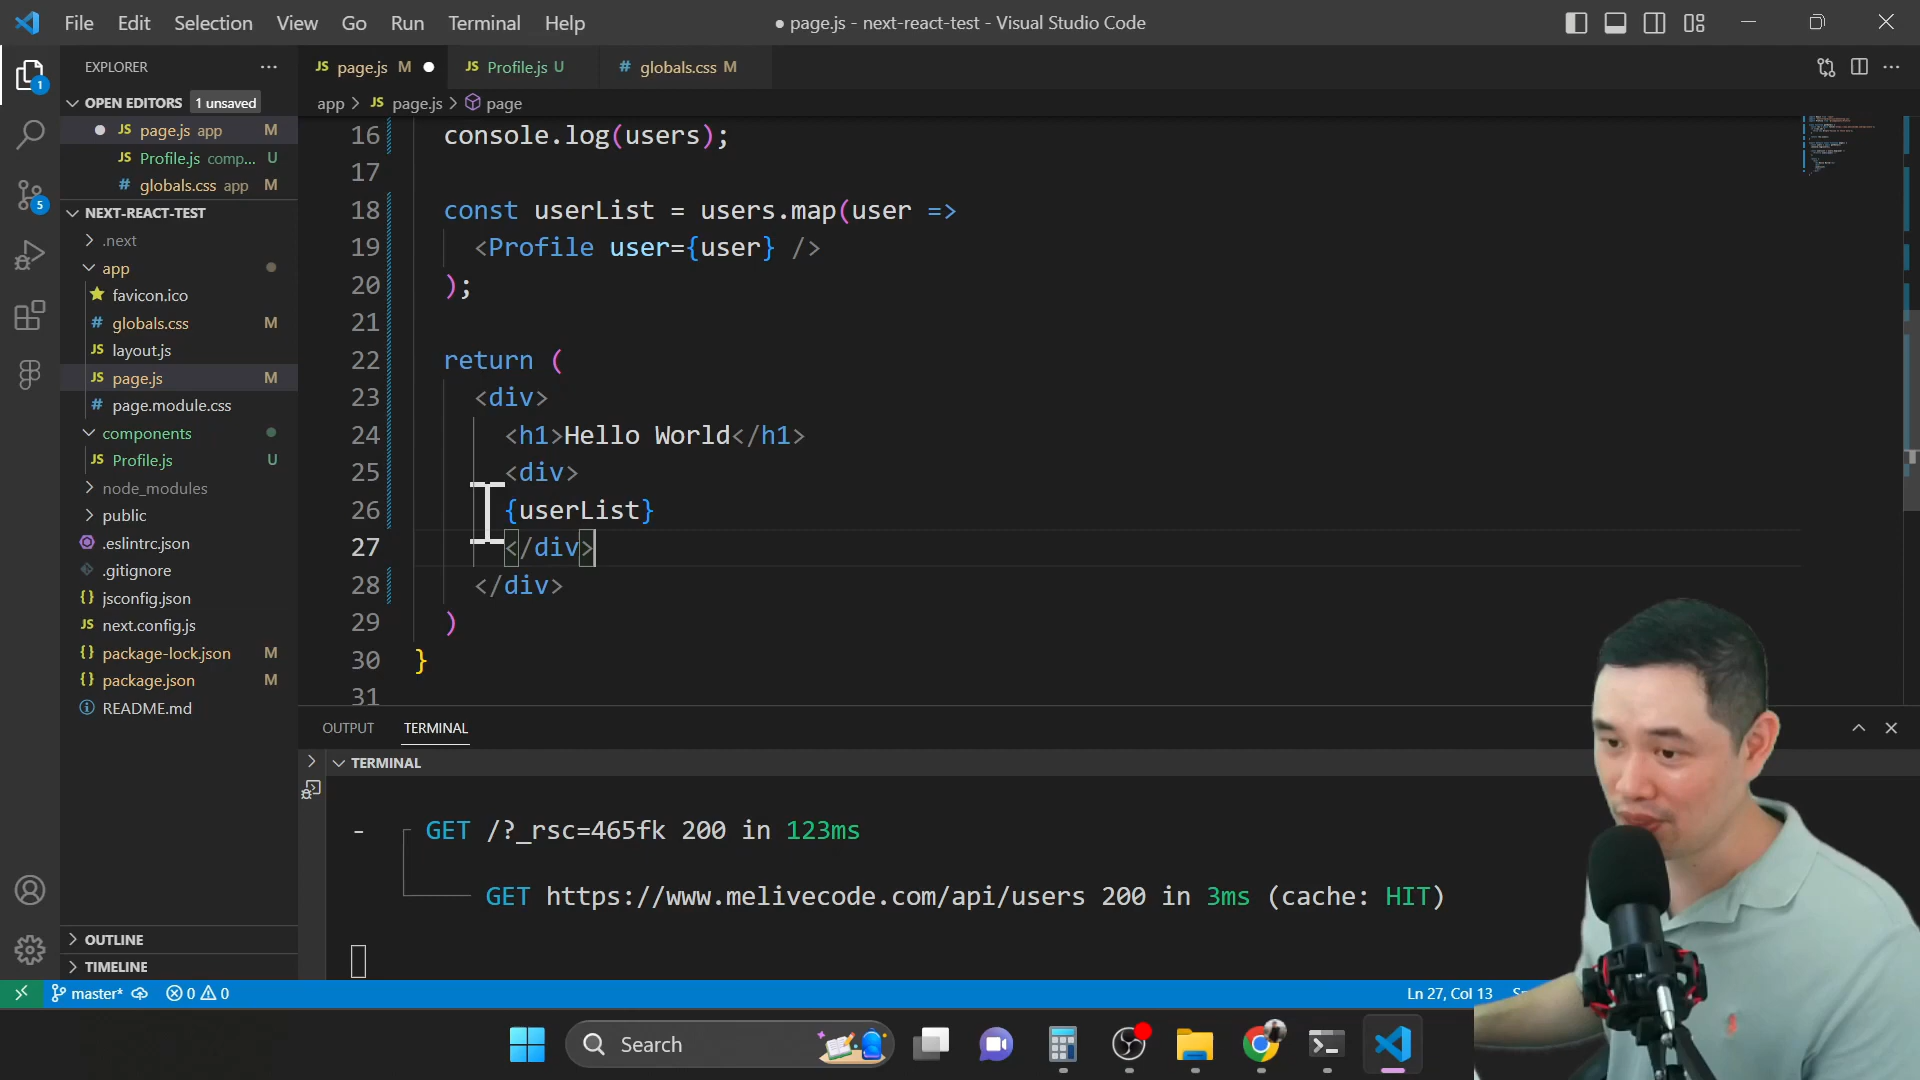 File Edit Selection View Go Run Terminal Help
● page.js - next-react-test - Visual Studio Code
EXPLORER
OPEN EDITORS 1 unsaved
JS page.js app M
JS Profile.js comp... U
# globals.css app M
NEXT-REACT-TEST
.next
app
favicon.ico
# globals.css M
JS layout.js
JS page.js M
# page.module.css
components
JS Profile.js U
node_modules
public
.eslintrc.json
.gitignore
{} jsconfig.json
JS next.config.js
{} package-lock.json M
{} package.json M
README.md
OUTLINE
TIMELINE
1
5
JS page.js M
JS Profile.js U
# globals.css M
app > JS page.js > page
16 console.log(users);
17
18 const userList = users.map(user =>
19 <Profile user={user} />
20 );
21
22 return (
23 <div>
24 <h1>Hello World</h1>
25 <div>
26 {userList}
27 </div>
28 </div>
29 )
30 }
31
OUTPUT TERMINAL
TERMINAL
- GET /?_rsc=465fk 200 in 123ms
GET https://www.melivecode.com/api/users 200 in 3ms (cache: HIT)
master* 0 0
Ln 27, Col 13
Search